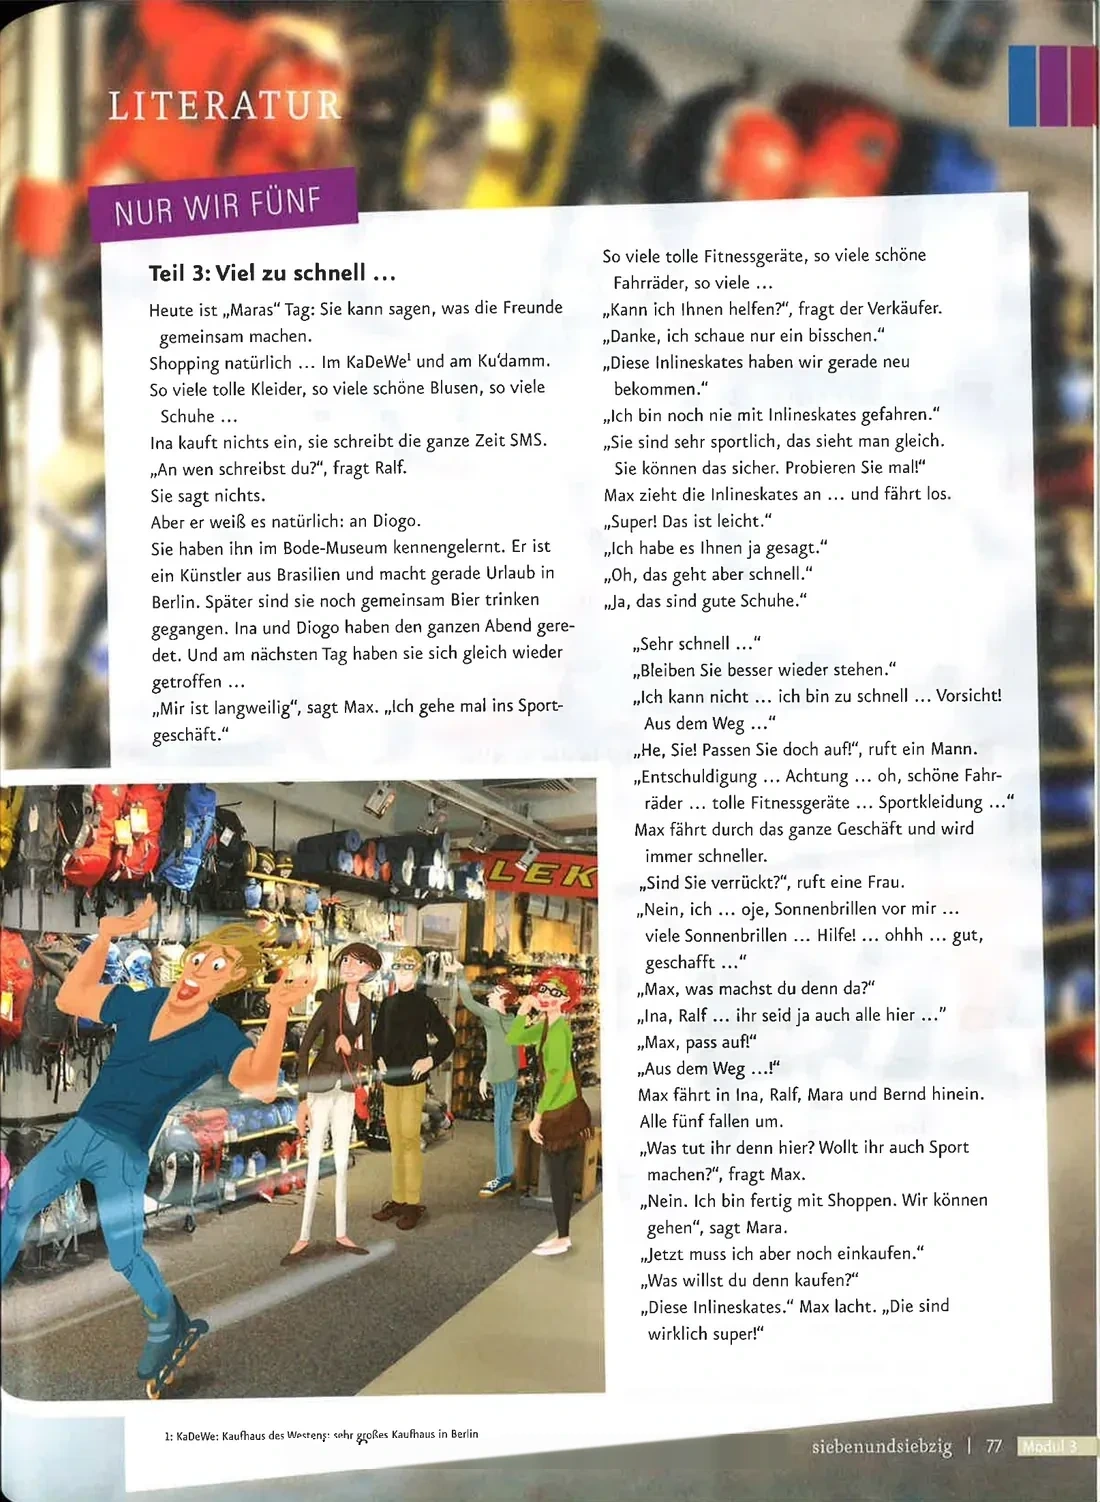 LITERATUR
NUR WIR FÜNF
Teil 3: Viel zu schnell ...
Heute ist „Maras“ Tag: Sie kann sagen, was die Freunde
gemeinsam machen.
Shopping natürlich ... Im KaDeWe¹ und am Ku‘damm.
So viele tolle Kleider, so viele schöne Blusen, so viele
Schuhe ...
Ina kauft nichts ein, sie schreibt die ganze Zeit SMS.
„An wen schreibst du?“, fragt Ralf.
Sie sagt nichts.
Aber er weiß es natürlich: an Diogo.
Sie haben ihn im Bode-Museum kennengelernt. Er ist
ein Künstler aus Brasilien und macht gerade Urlaub in
Berlin. Später sind sie noch gemeinsam Bier trinken
gegangen. Ina und Diogo haben den ganzen Abend gere-
det. Und am nächsten Tag haben sie sich gleich wieder
getroffen ...
„Mir ist langweilig“, sagt Max. „Ich gehe mal ins Sport-
geschäft.“
So viele tolle Fitnessgeräte, so viele schöne
Fahrräder, so viele ...
„Kann ich Ihnen helfen?“, fragt der Verkäufer.
„Danke, ich schaue nur ein bisschen.“
„Diese Inlineskates haben wir gerade neu
bekommen.“
„Ich bin noch nie mit Inlineskates gefahren.“
„Sie sind sehr sportlich, das sieht man gleich.
Sie können das sicher. Probieren Sie mal!“
Max zieht die Inlineskates an ... und fährt los.
„Super! Das ist leicht.“
„Ich habe es Ihnen ja gesagt.“
„Oh, das geht aber schnell.“
„Ja, das sind gute Schuhe.“
„Sehr schnell ...“
„Bleiben Sie besser wieder stehen.“
„Ich kann nicht ... ich bin zu schnell ... Vorsicht!
Aus dem Weg ...“
„He, Sie! Passen Sie doch auf!“, ruft ein Mann.
„Entschuldigung ... Achtung ... oh, schöne Fahr-
räder ... tolle Fitnessgeräte ... Sportkleidung ...“
Max fährt durch das ganze Geschäft und wird
immer schneller.
„Sind Sie verrückt?“, ruft eine Frau.
„Nein, ich ... oje, Sonnenbrillen vor mir ...
viele Sonnenbrillen ... Hilfe! ... ohhh ... gut,
geschafft ...“
„Max, was machst du denn da?“
„Ina, Ralf ... ihr seid ja auch alle hier ...”
„Max, pass auf!“
„Aus dem Weg ...!“
Max fährt in Ina, Ralf, Mara und Bernd hinein.
Alle fünf fallen um.
„Was tut ihr denn hier? Wollt ihr auch Sport
machen?“, fragt Max.
„Nein. Ich bin fertig mit Shoppen. Wir können
gehen“, sagt Mara.
„Jetzt muss ich aber noch einkaufen.“
„Was willst du denn kaufen?“
„Diese Inlineskates.“ Max lacht. „Die sind
wirklich super!“
LEK
1: KaDeWe: Kaufhaus des Westens: sehr großes Kaufhaus in Berlin
siebenundsiebzig | 77 Modul 3